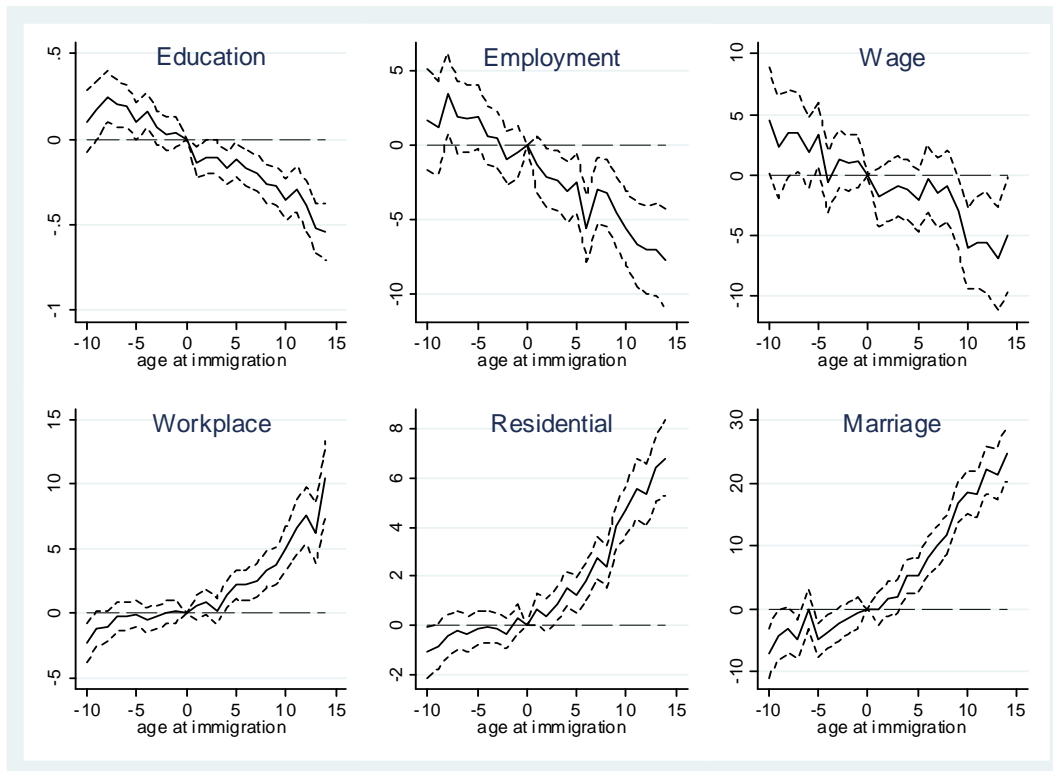 Education
.5
0
-.5
-1
-10 -5 0 5 10 15
age at immigration
Employment
5
0
-5
-10
-10 -5 0 5 10 15
age at immigration
Wage
10
5
0
-5
-10
-10 -5 0 5 10 15
age at immigration
Workplace
15
10
5
0
-5
-10 -5 0 5 10 15
age at immigration
Residential
8
6
4
2
0
-2
-10 -5 0 5 10 15
age at immigration
Marriage
30
20
10
0
-10
-10 -5 0 5 10 15
age at immigration